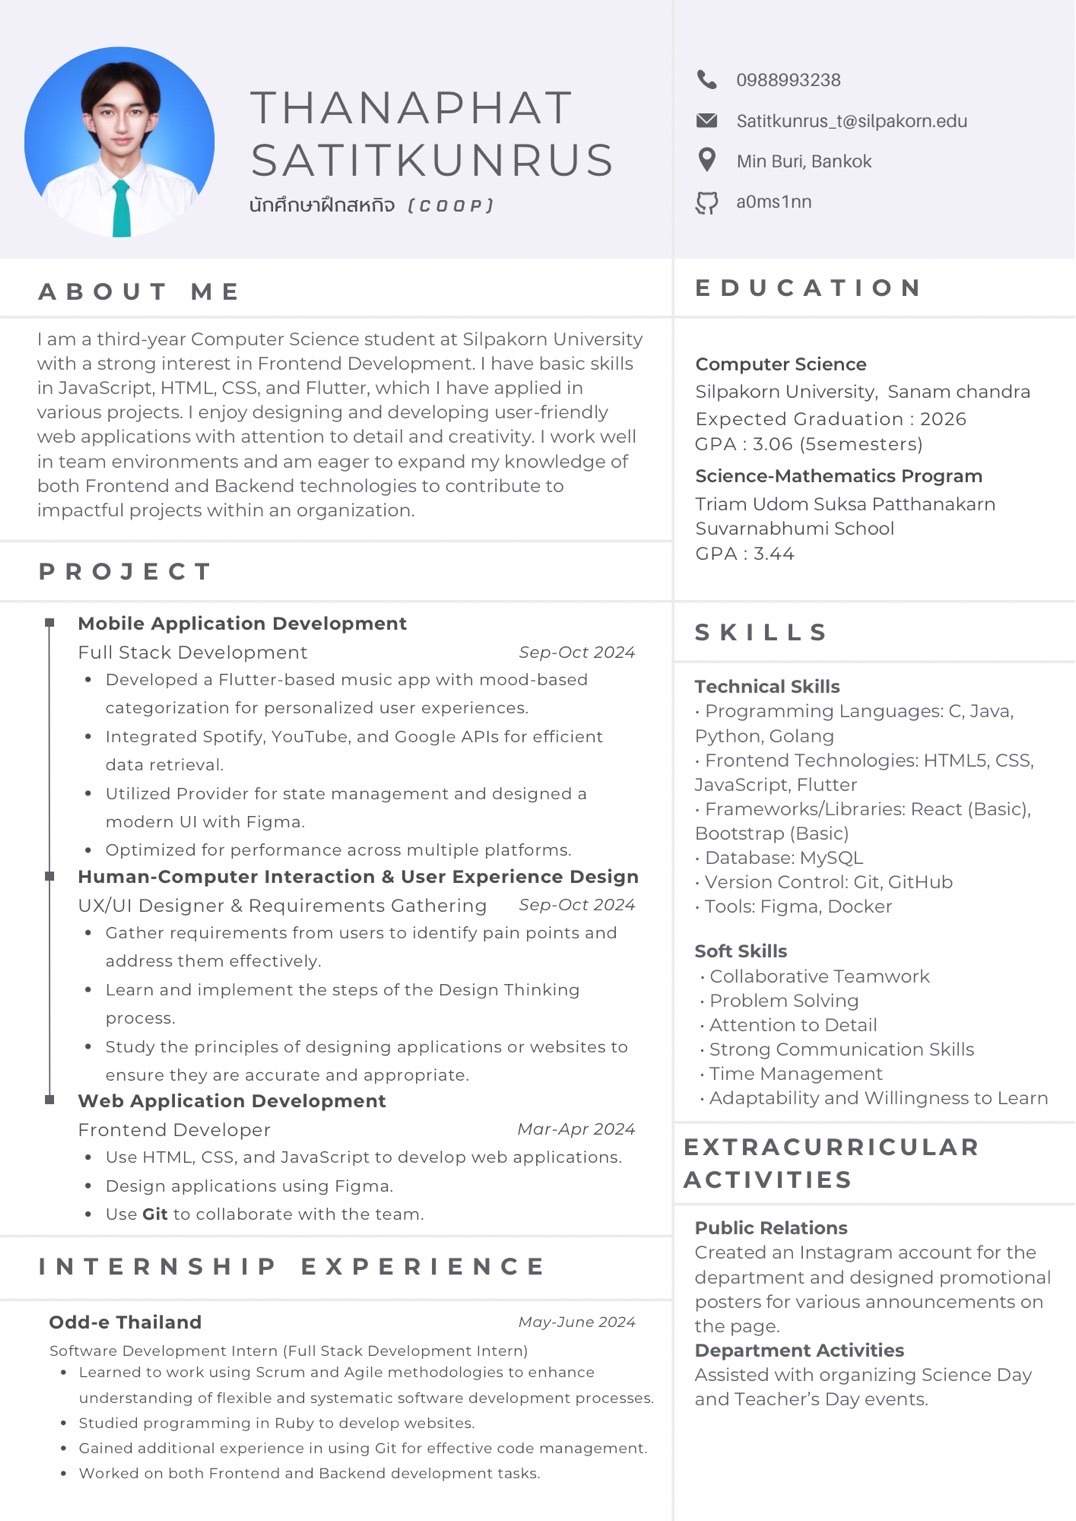 THANAPHAT
SATITKUNRUS
นักศึกษาฝึกสหกิจ (COOP)
0988993238
Satitkunrus_t@silpakorn.edu
Min Buri, Bankok
a0ms1nn
ABOUT ME
I am a third-year Computer Science student at Silpakorn University
with a strong interest in Frontend Development. I have basic skills
in JavaScript, HTML, CSS, and Flutter, which I have applied in
various projects. I enjoy designing and developing user-friendly
web applications with attention to detail and creativity. I work well
in team environments and am eager to expand my knowledge of
both Frontend and Backend technologies to contribute to
impactful projects within an organization.
PROJECT
Mobile Application Development
Full Stack Development Sep-Oct 2024
• Developed a Flutter-based music app with mood-based
categorization for personalized user experiences.
• Integrated Spotify, YouTube, and Google APIs for efficient
data retrieval.
• Utilized Provider for state management and designed a
modern UI with Figma.
• Optimized for performance across multiple platforms.
Human-Computer Interaction & User Experience Design
UX/UI Designer & Requirements Gathering Sep-Oct 2024
• Gather requirements from users to identify pain points and
address them effectively.
• Learn and implement the steps of the Design Thinking
process.
• Study the principles of designing applications or websites to
ensure they are accurate and appropriate.
Web Application Development
Frontend Developer Mar-Apr 2024
• Use HTML, CSS, and JavaScript to develop web applications.
• Design applications using Figma.
• Use Git to collaborate with the team.
INTERNSHIP EXPERIENCE
Odd-e Thailand May-June 2024
Software Development Intern (Full Stack Development Intern)
• Learned to work using Scrum and Agile methodologies to enhance
understanding of flexible and systematic software development processes.
• Studied programming in Ruby to develop websites.
• Gained additional experience in using Git for effective code management.
• Worked on both Frontend and Backend development tasks.
EDUCATION
Computer Science
Silpakorn University, Sanam chandra
Expected Graduation : 2026
GPA : 3.06 (5semesters)
Science-Mathematics Program
Triam Udom Suksa Patthanakarn
Suvarnabhumi School
GPA : 3.44
SKILLS
Technical Skills
• Programming Languages: C, Java,
Python, Golang
• Frontend Technologies: HTML5, CSS,
JavaScript, Flutter
• Frameworks/Libraries: React (Basic),
Bootstrap (Basic)
• Database: MySQL
• Version Control: Git, GitHub
• Tools: Figma, Docker
Soft Skills
• Collaborative Teamwork
• Problem Solving
• Attention to Detail
• Strong Communication Skills
• Time Management
• Adaptability and Willingness to Learn
EXTRACURRICULAR
ACTIVITIES
Public Relations
Created an Instagram account for the
department and designed promotional
posters for various announcements on
the page.
Department Activities
Assisted with organizing Science Day
and Teacher’s Day events.